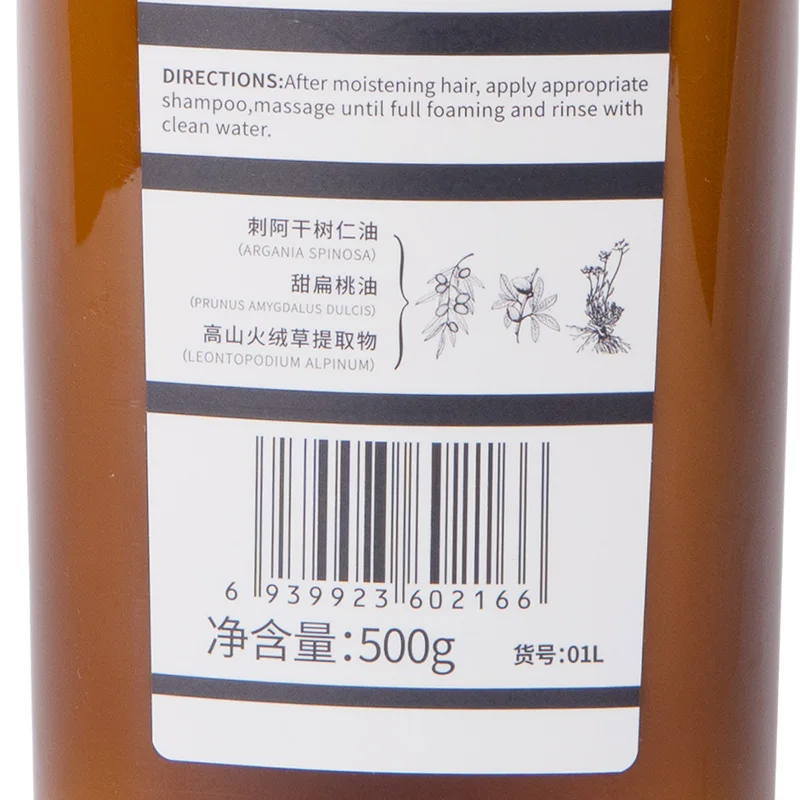 DIRECTIONS:After moistening hair, apply appropriate
shampoo,massage until full foaming and rinse with
clean water.
刺阿干树仁油
(ARGANIA SPINOSA)
甜扁桃油
(PRUNUS AMYGDALUS DULCIS)
高山火绒草提取物
(LEONTOPODIUM ALPINUM)
6 939923 602166
净含量:500g
货号:01L